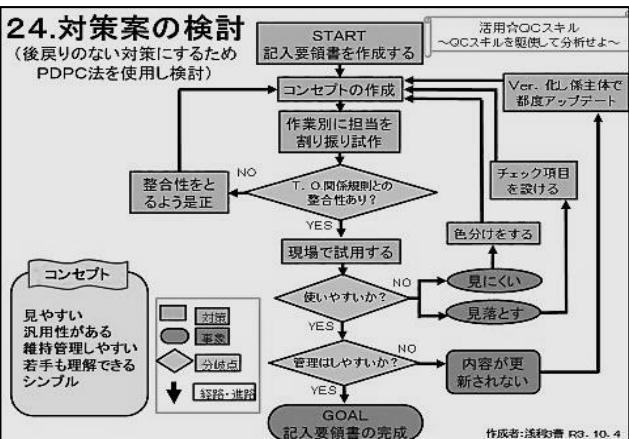 24.対策案の検討
(後戻りのない対策にするため
PDPC法を使用し検討)
活用☆QCスキル
~QCスキルを駆使して分析せよ~
START
記入要領書を作成する
コンセプトの作成
Ver. 化し係主体で
都度アップデート
作業別に担当を
割り振り試作
チェック項目
を設ける
整合性をと
るよう是正
NO
T. O.関係規則との
整合性あり?
YES
色分けをする
現場で試用する
コンセプト
見やすい
汎用性がある
維持管理しやすい
若手も理解できる
シンプル
対策
事象
分岐点
経路・進路
使いやすいか?
NO
見にくい
見落とす
YES
管理はしやすいか?
NO
内容が更
新されない
YES
GOAL
記入要領書の完成
R3. 10. 4
作成者: